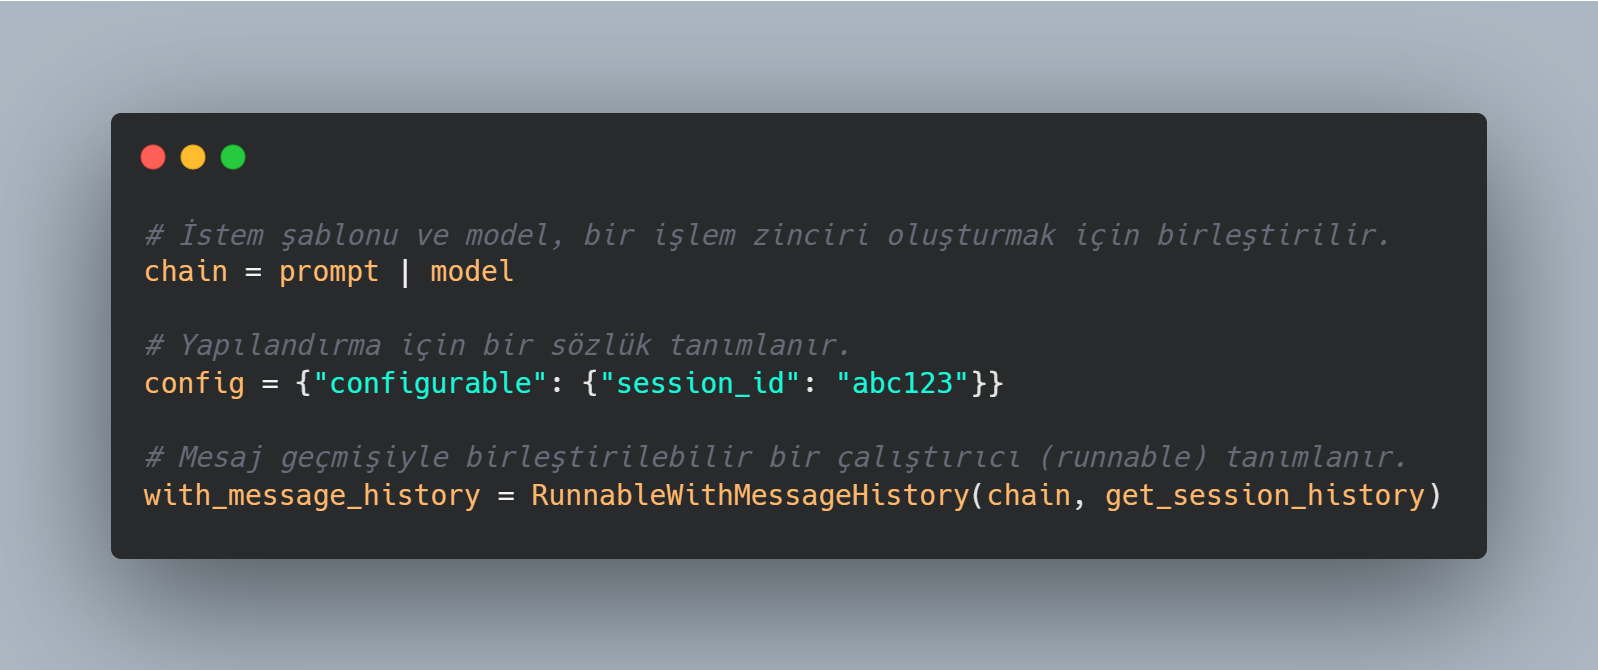 # İstem şablonu ve model, bir işlem zinciri oluşturmak için birleştirilir.
chain = prompt | model
# Yapılandırma için bir sözlük tanımlanır.
config = {"configurable": {"session_id": "abc123"}}
# Mesaj geçmişiyle birleştirilebilir bir çalıştırıcı (runnable) tanımlanır.
with_message_history = RunnableWithMessageHistory(chain, get_session_history)